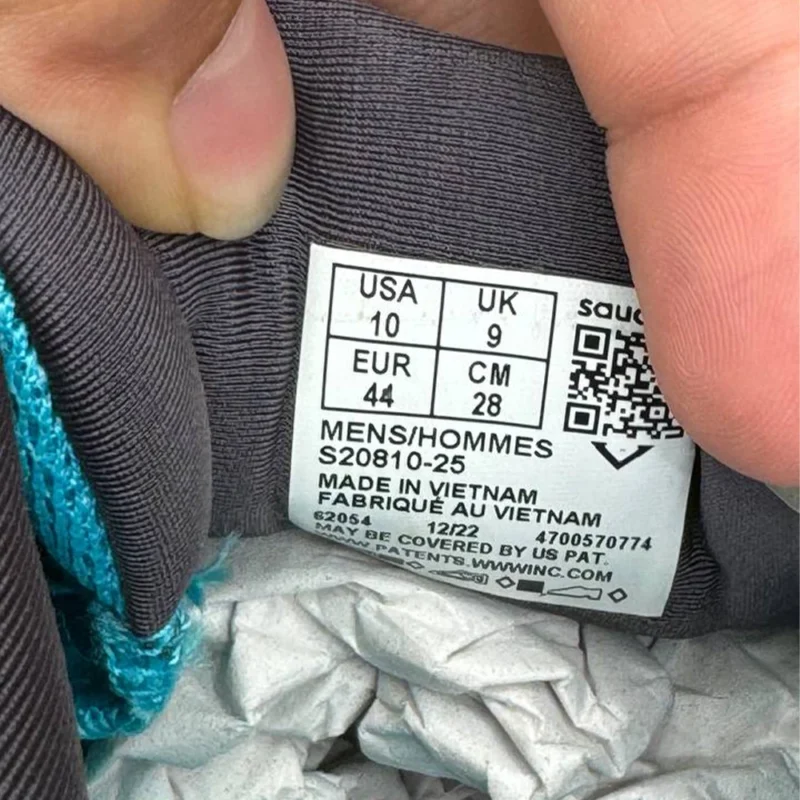 USA
10
UK
9
EUR
44
CM
28
MENS/HOMMES
S20810-25
MADE IN VIETNAM
FABRIQUÉ AU VIETNAM
62054 12/22 4700570774
MAY BE COVERED BY US PAT.
WWW.PATENTS.WWWINC.COM